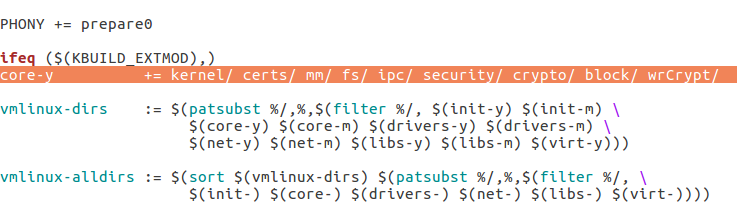 PHONY += prepare0
ifeq ($(KBUILD_EXTMOD),)
core-y += kernel/ certs/ mm/ fs/ ipc/ security/ crypto/ block/ wrCrypt/
vmlinux-dirs := $(patsubst %/,%,$(filter %/, $(init-y) $(init-m) \
$(core-y) $(core-m) $(drivers-y) $(drivers-m) \
$(net-y) $(net-m) $(libs-y) $(libs-m) $(virt-y)))
vmlinux-alldirs := $(sort $(vmlinux-dirs) $(patsubst %/,%,$(filter %/, \
$(init-) $(core-) $(drivers-) $(net-) $(libs-) $(virt-))))